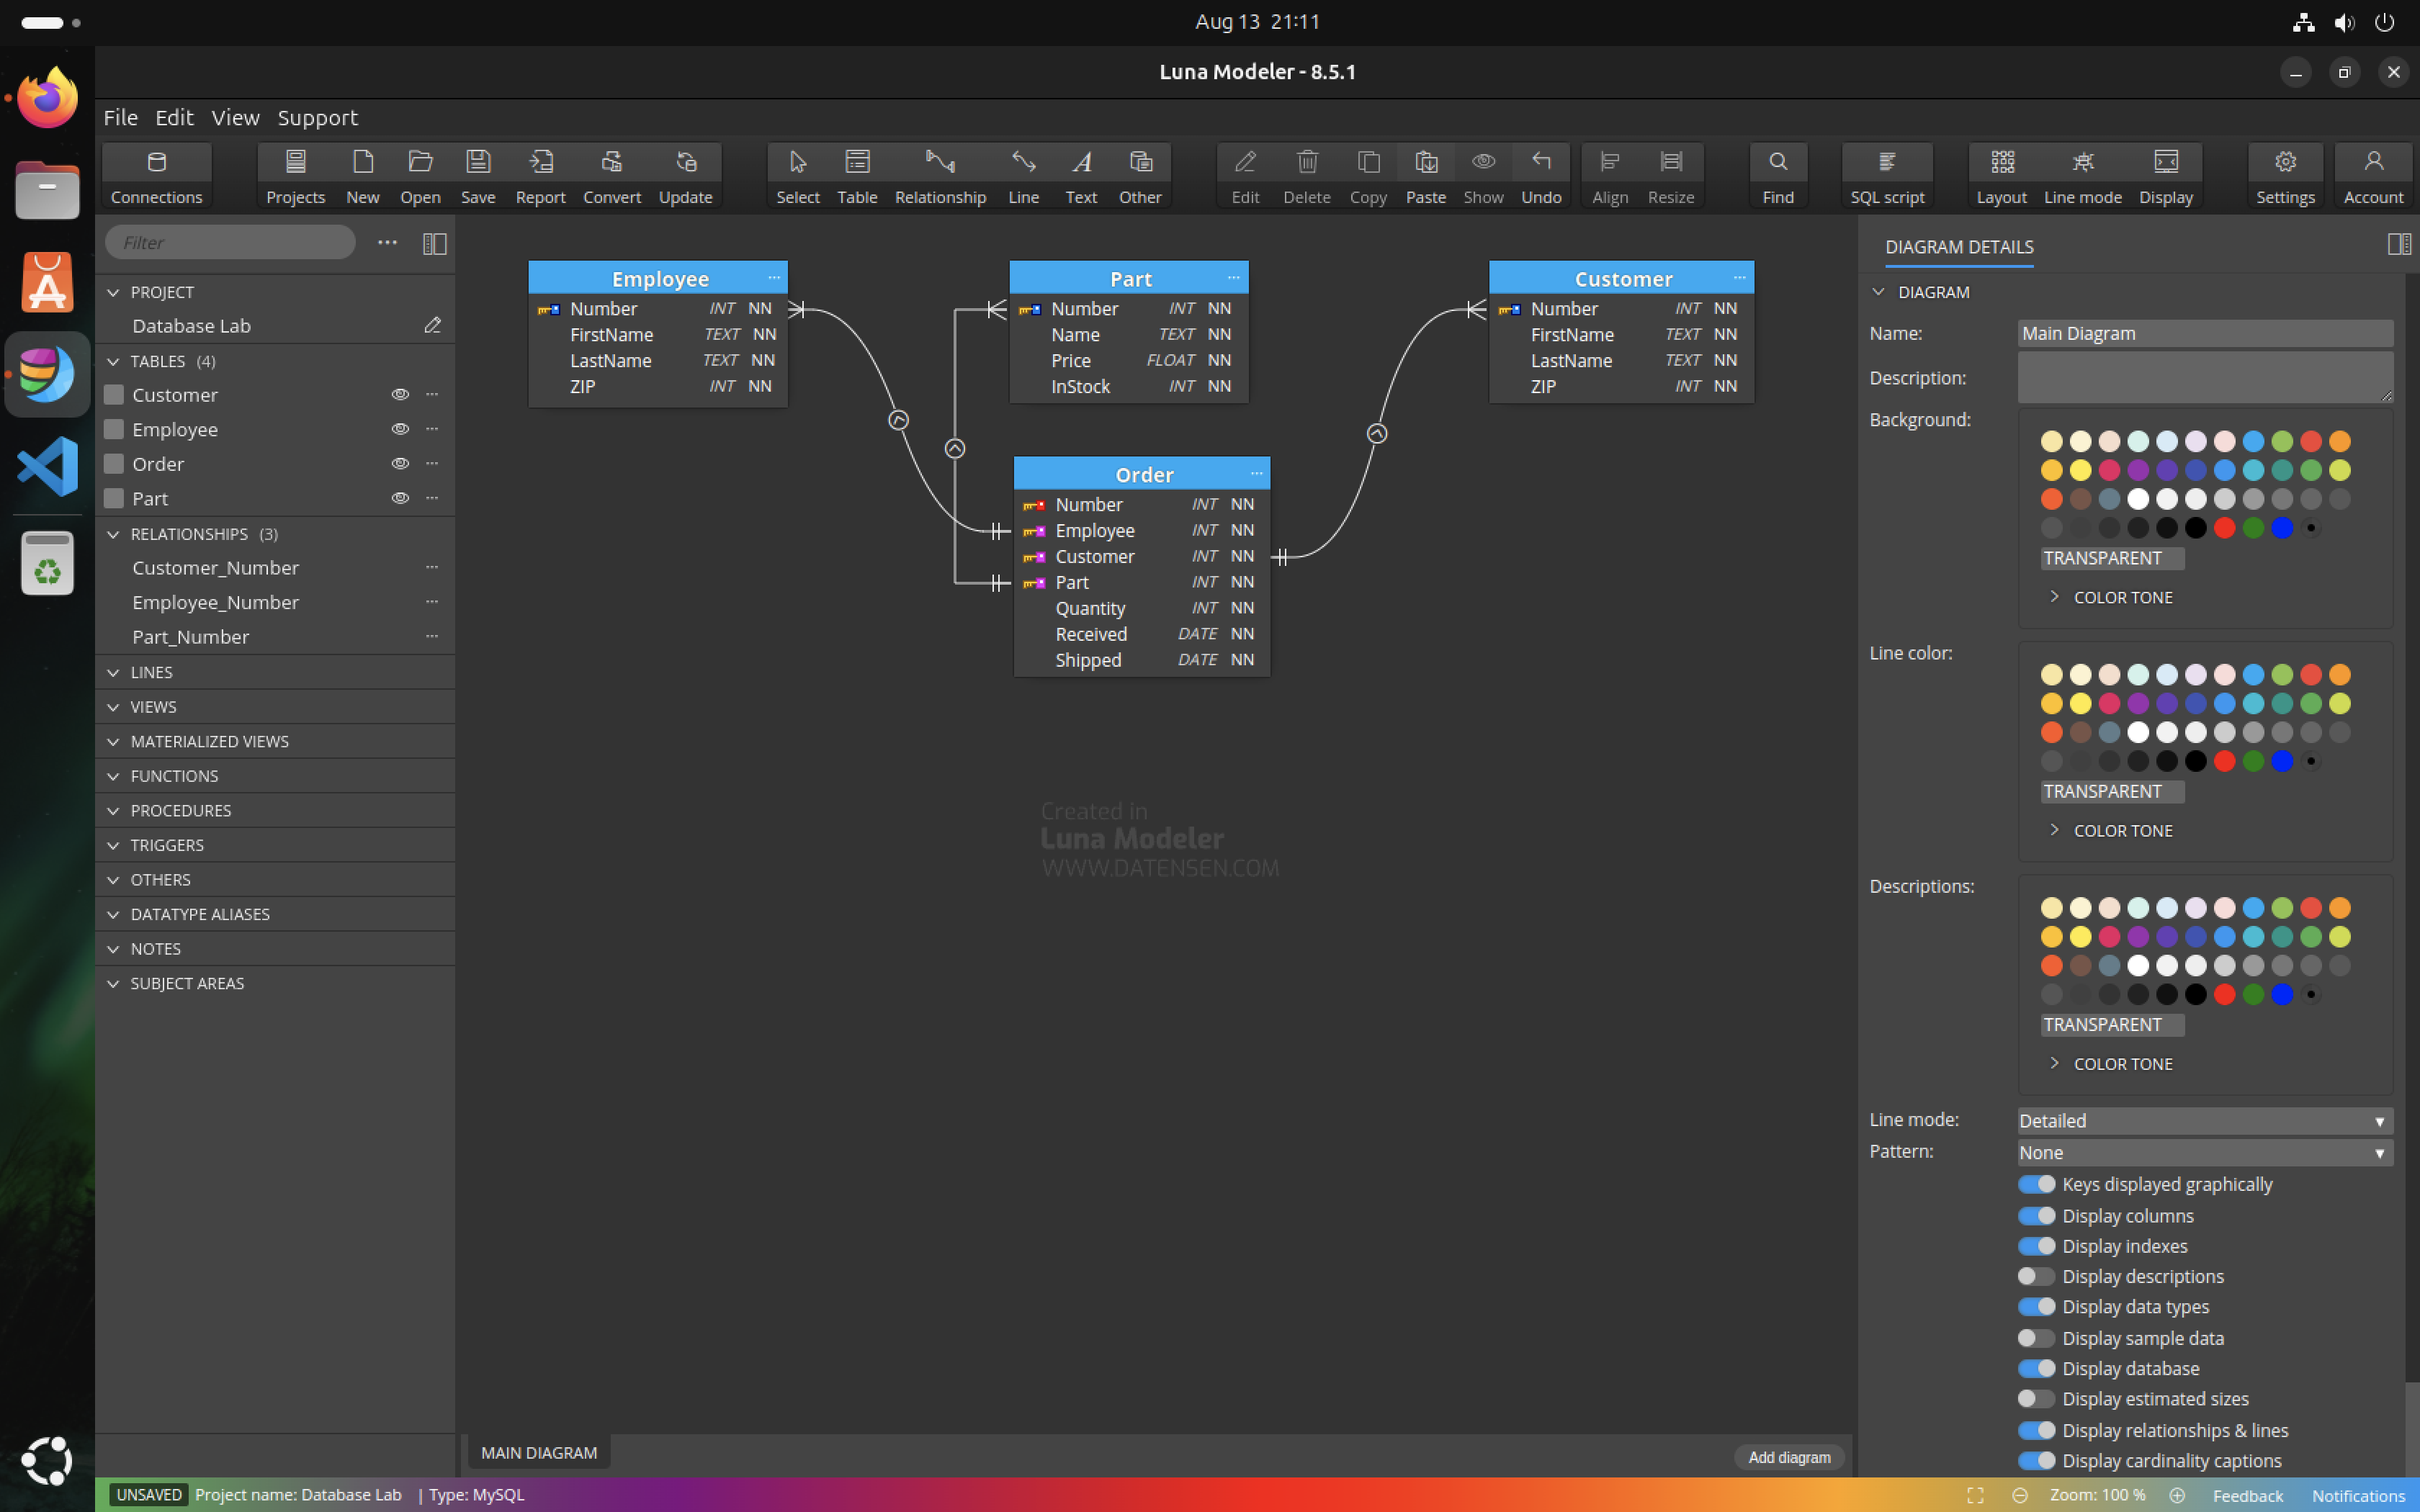 Aug 13 21:11
Luna Modeler - 8.5.1
File Edit View Support
Connections Projects New Open Save Report Convert Update Select Table Relationship Line Text Other Edit Delete Copy Paste Show Undo Align Resize Find SQL script Layout Line mode Display Settings Account
Filter
PROJECT
Database Lab
TABLES (4)
Customer
Employee
Order
Part
RELATIONSHIPS (3)
Customer_Number
Employee_Number
Part_Number
LINES
VIEWS
MATERIALIZED VIEWS
FUNCTIONS
PROCEDURES
TRIGGERS
OTHERS
DATATYPE ALIASES
NOTES
SUBJECT AREAS
Employee
Number INT NN
FirstName TEXT NN
LastName TEXT NN
ZIP INT NN
Part
Number INT NN
Name TEXT NN
Price FLOAT NN
InStock INT NN
Customer
Number INT NN
FirstName TEXT NN
LastName TEXT NN
ZIP INT NN
Order
Number INT NN
Employee INT NN
Customer INT NN
Part INT NN
Quantity INT NN
Received DATE NN
Shipped DATE NN
Created in
Luna Modeler
WWW.DATENSEN.COM
MAIN DIAGRAM
Add diagram
DIAGRAM DETAILS
DIAGRAM
Name: Main Diagram
Description:
Background:
TRANSPARENT
COLOR TONE
Line color:
TRANSPARENT
COLOR TONE
Descriptions:
TRANSPARENT
COLOR TONE
Line mode: Detailed
Pattern: None
Keys displayed graphically
Display columns
Display indexes
Display descriptions
Display data types
Display sample data
Display database
Display estimated sizes
Display relationships & lines
Display cardinality captions
UNSAVED Project name: Database Lab | Type: MySQL
Zoom: 100 % Feedback Notifications